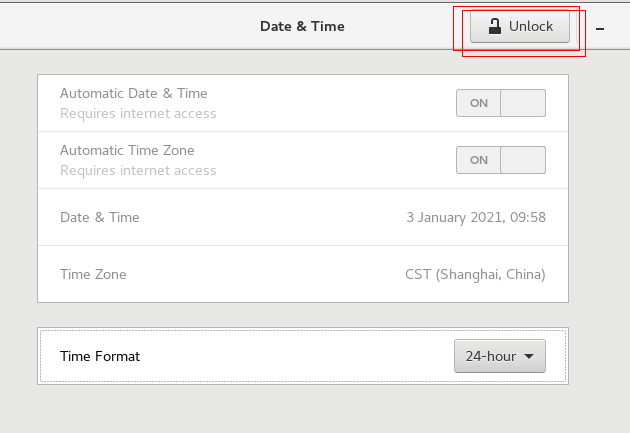 Date & Time
Unlock
Automatic Date & Time
Requires internet access
ON
Automatic Time Zone
Requires internet access
ON
Date & Time
3 January 2021, 09:58
Time Zone
CST (Shanghai, China)
Time Format
24-hour